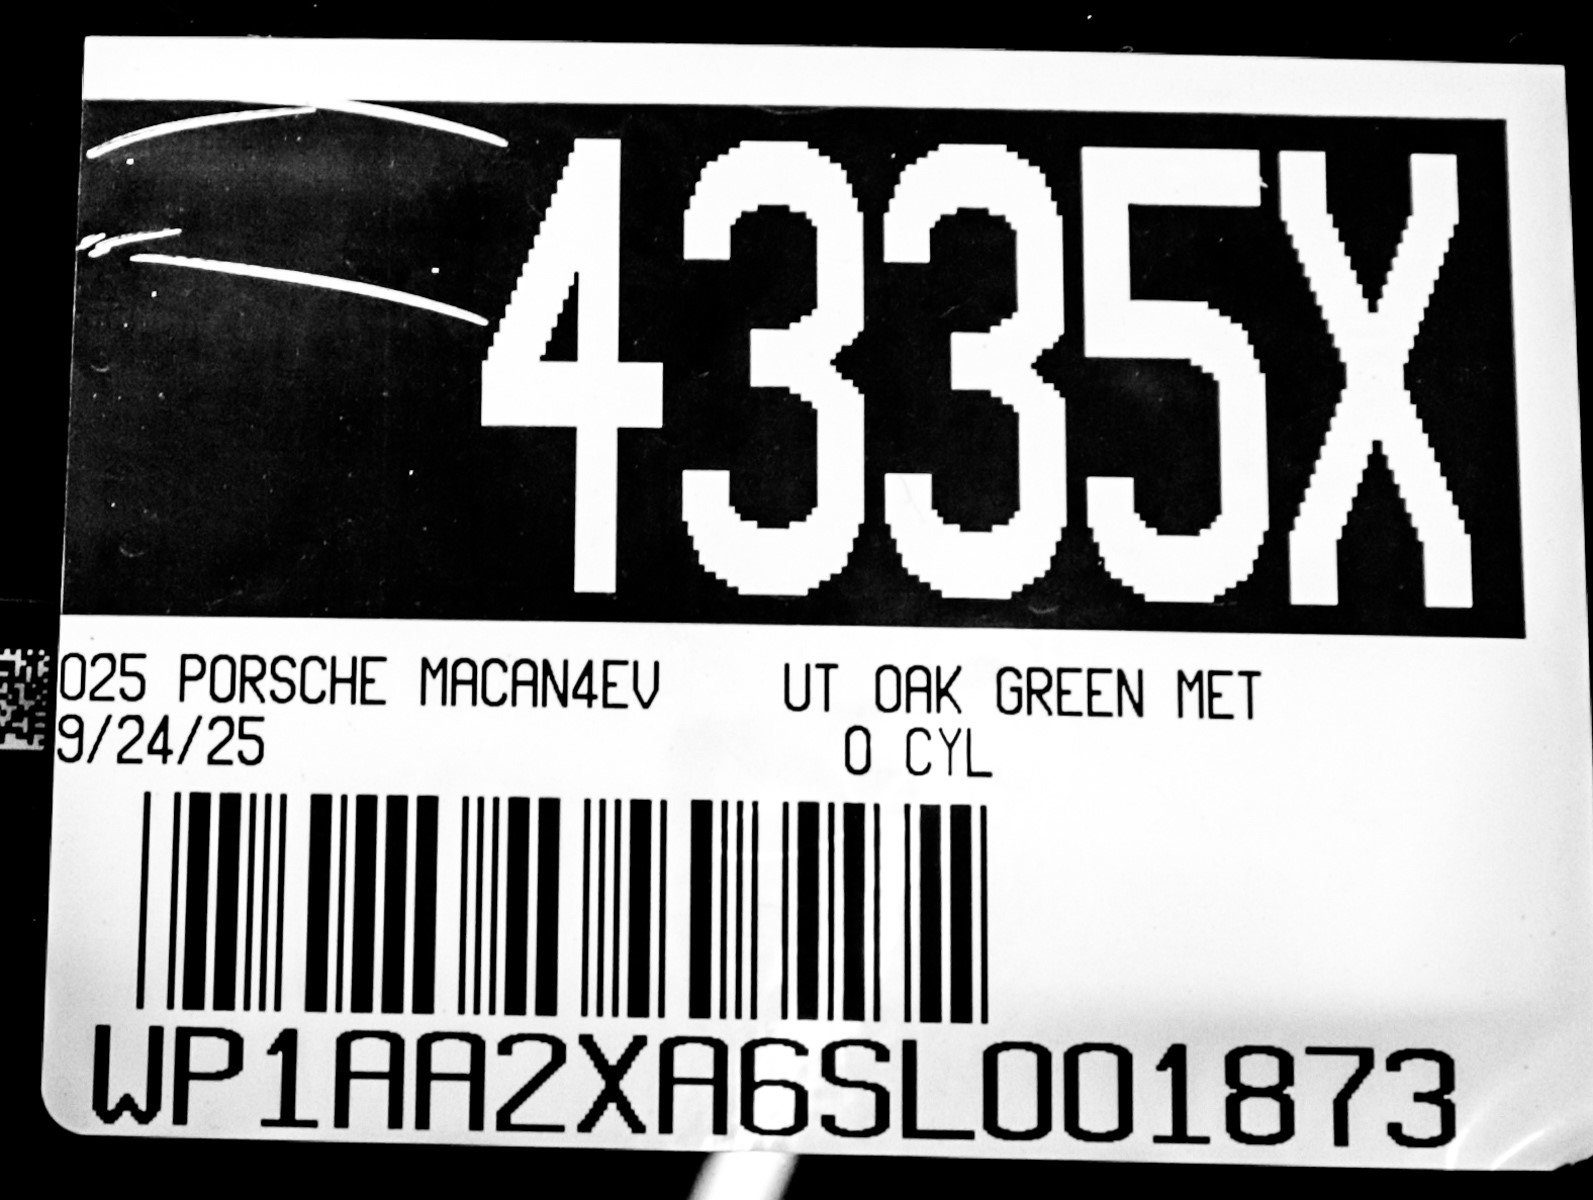 4335X
025 PORSCHE MACAN4EV UT OAK GREEN MET
9/24/25 0 CYL
WP1AA2XA6SL001873